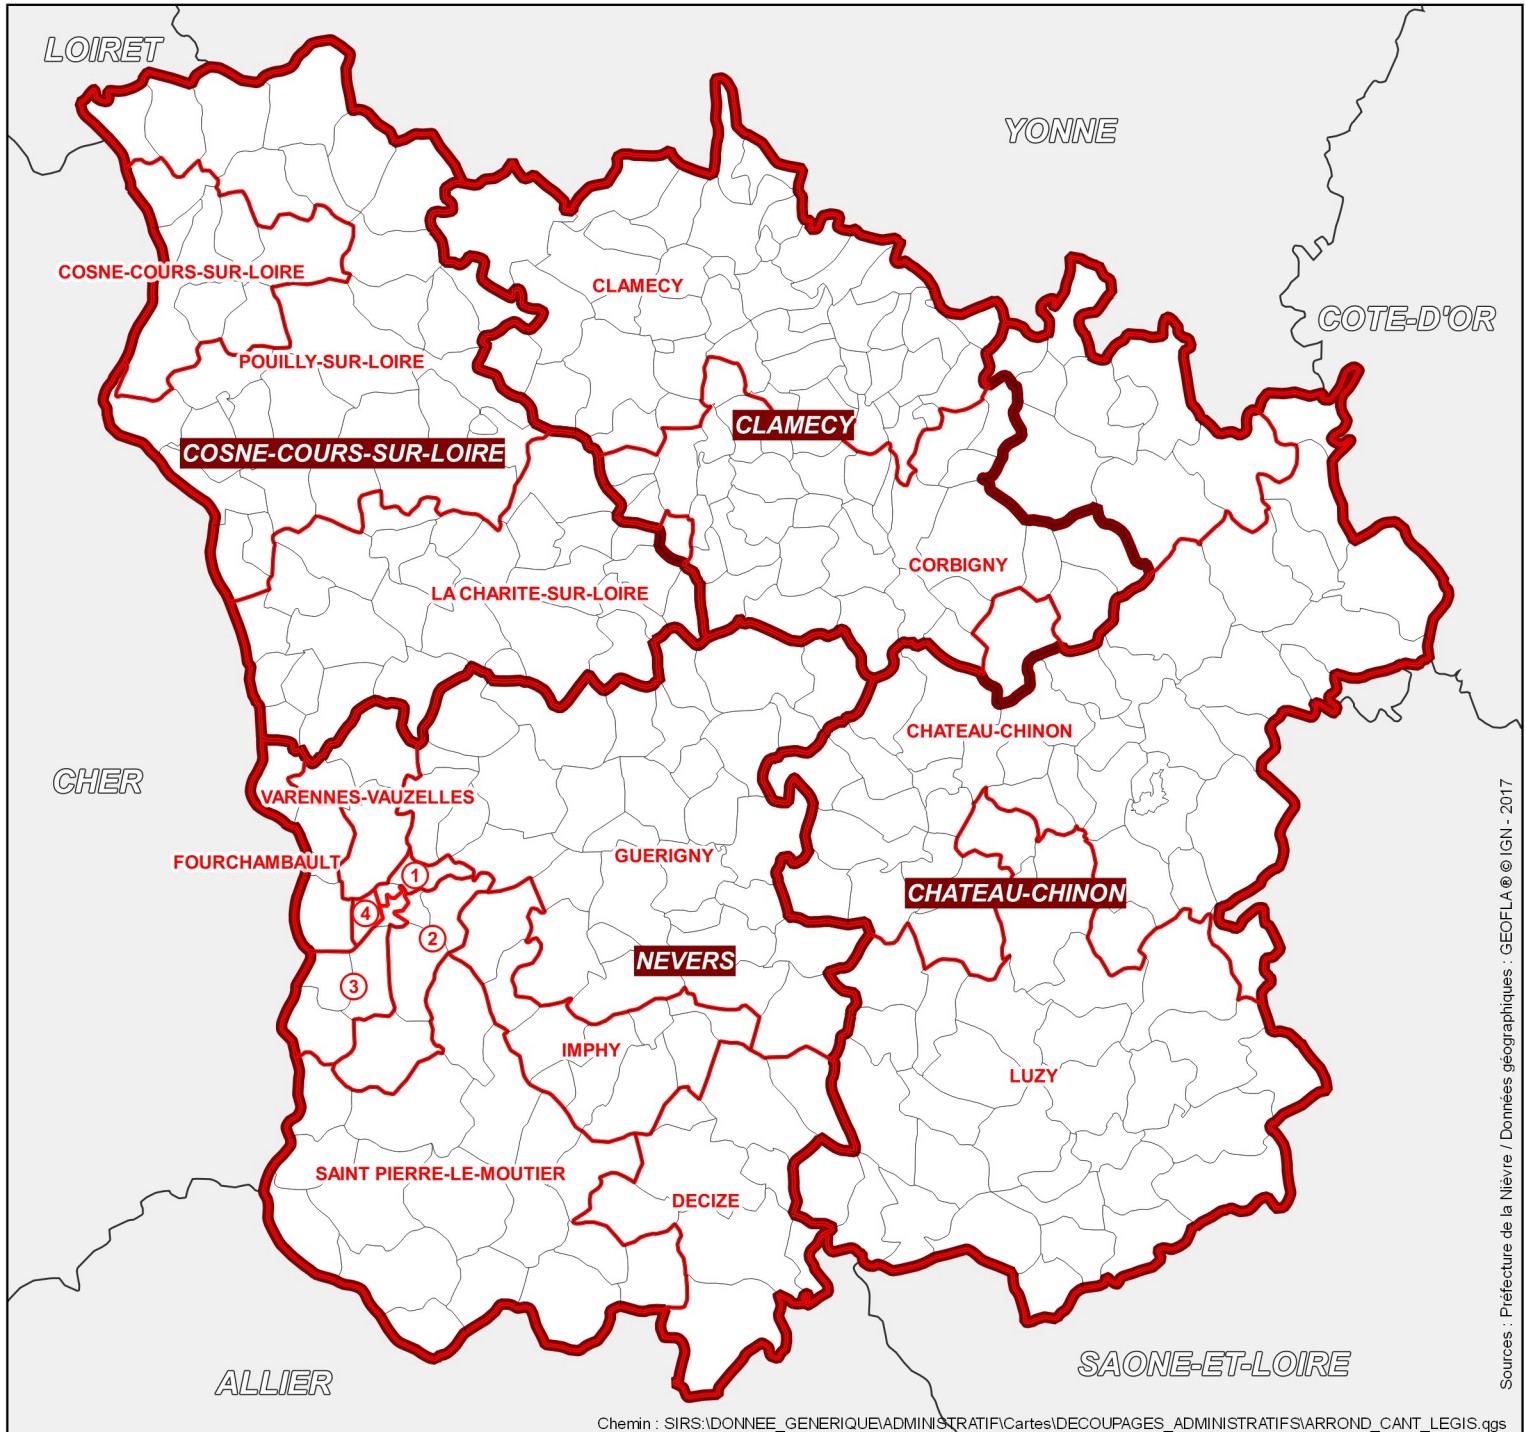 LOIRET
YONNE
COSNE-COURS-SUR-LOIRE
CLAMECY
COTE-D'OR
POUILLY-SUR-LOIRE
CLAMECY
COSNE-COURS-SUR-LOIRE
CORBIGNY
LA CHARITE-SUR-LOIRE
CHATEAU-CHINON
CHER
VARENNES-VAUZELLES
GUERIGNY
FOURCHAMBAULT
1
CHATEAU-CHINON
4
2
NEVERS
3
IMPHY
LUZY
SAINT PIERRE-LE-MOUTIER
DECIZE
SAONE-ET-LOIRE
ALLIER
Sources : Préfecture de la Nièvre / Données géographiques : GEOFLA ® © IGN - 2017
Chemin : SIRS:\DONNEE_GENERIQUE\ADMINISTRATIF\Cartes\DECOUPAGES_ADMINISTRATIFS\ARROND_CANT_LEGIS.qgs